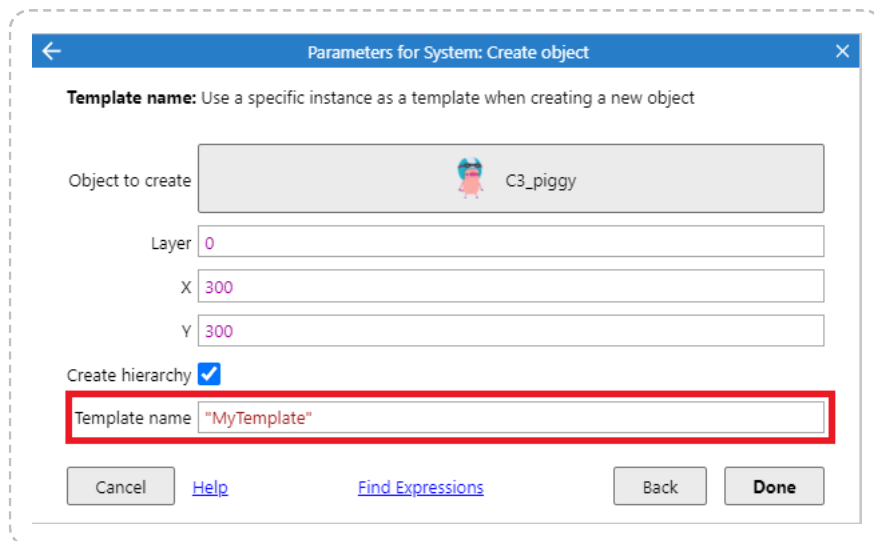 Parameters for System: Create object
Template name: Use a specific instance as a template when creating a new object
Object to create C3_piggy
Layer 0
X 300
Y 300
Create hierarchy
Template name "MyTemplate"
Cancel Help Find Expressions Back Done